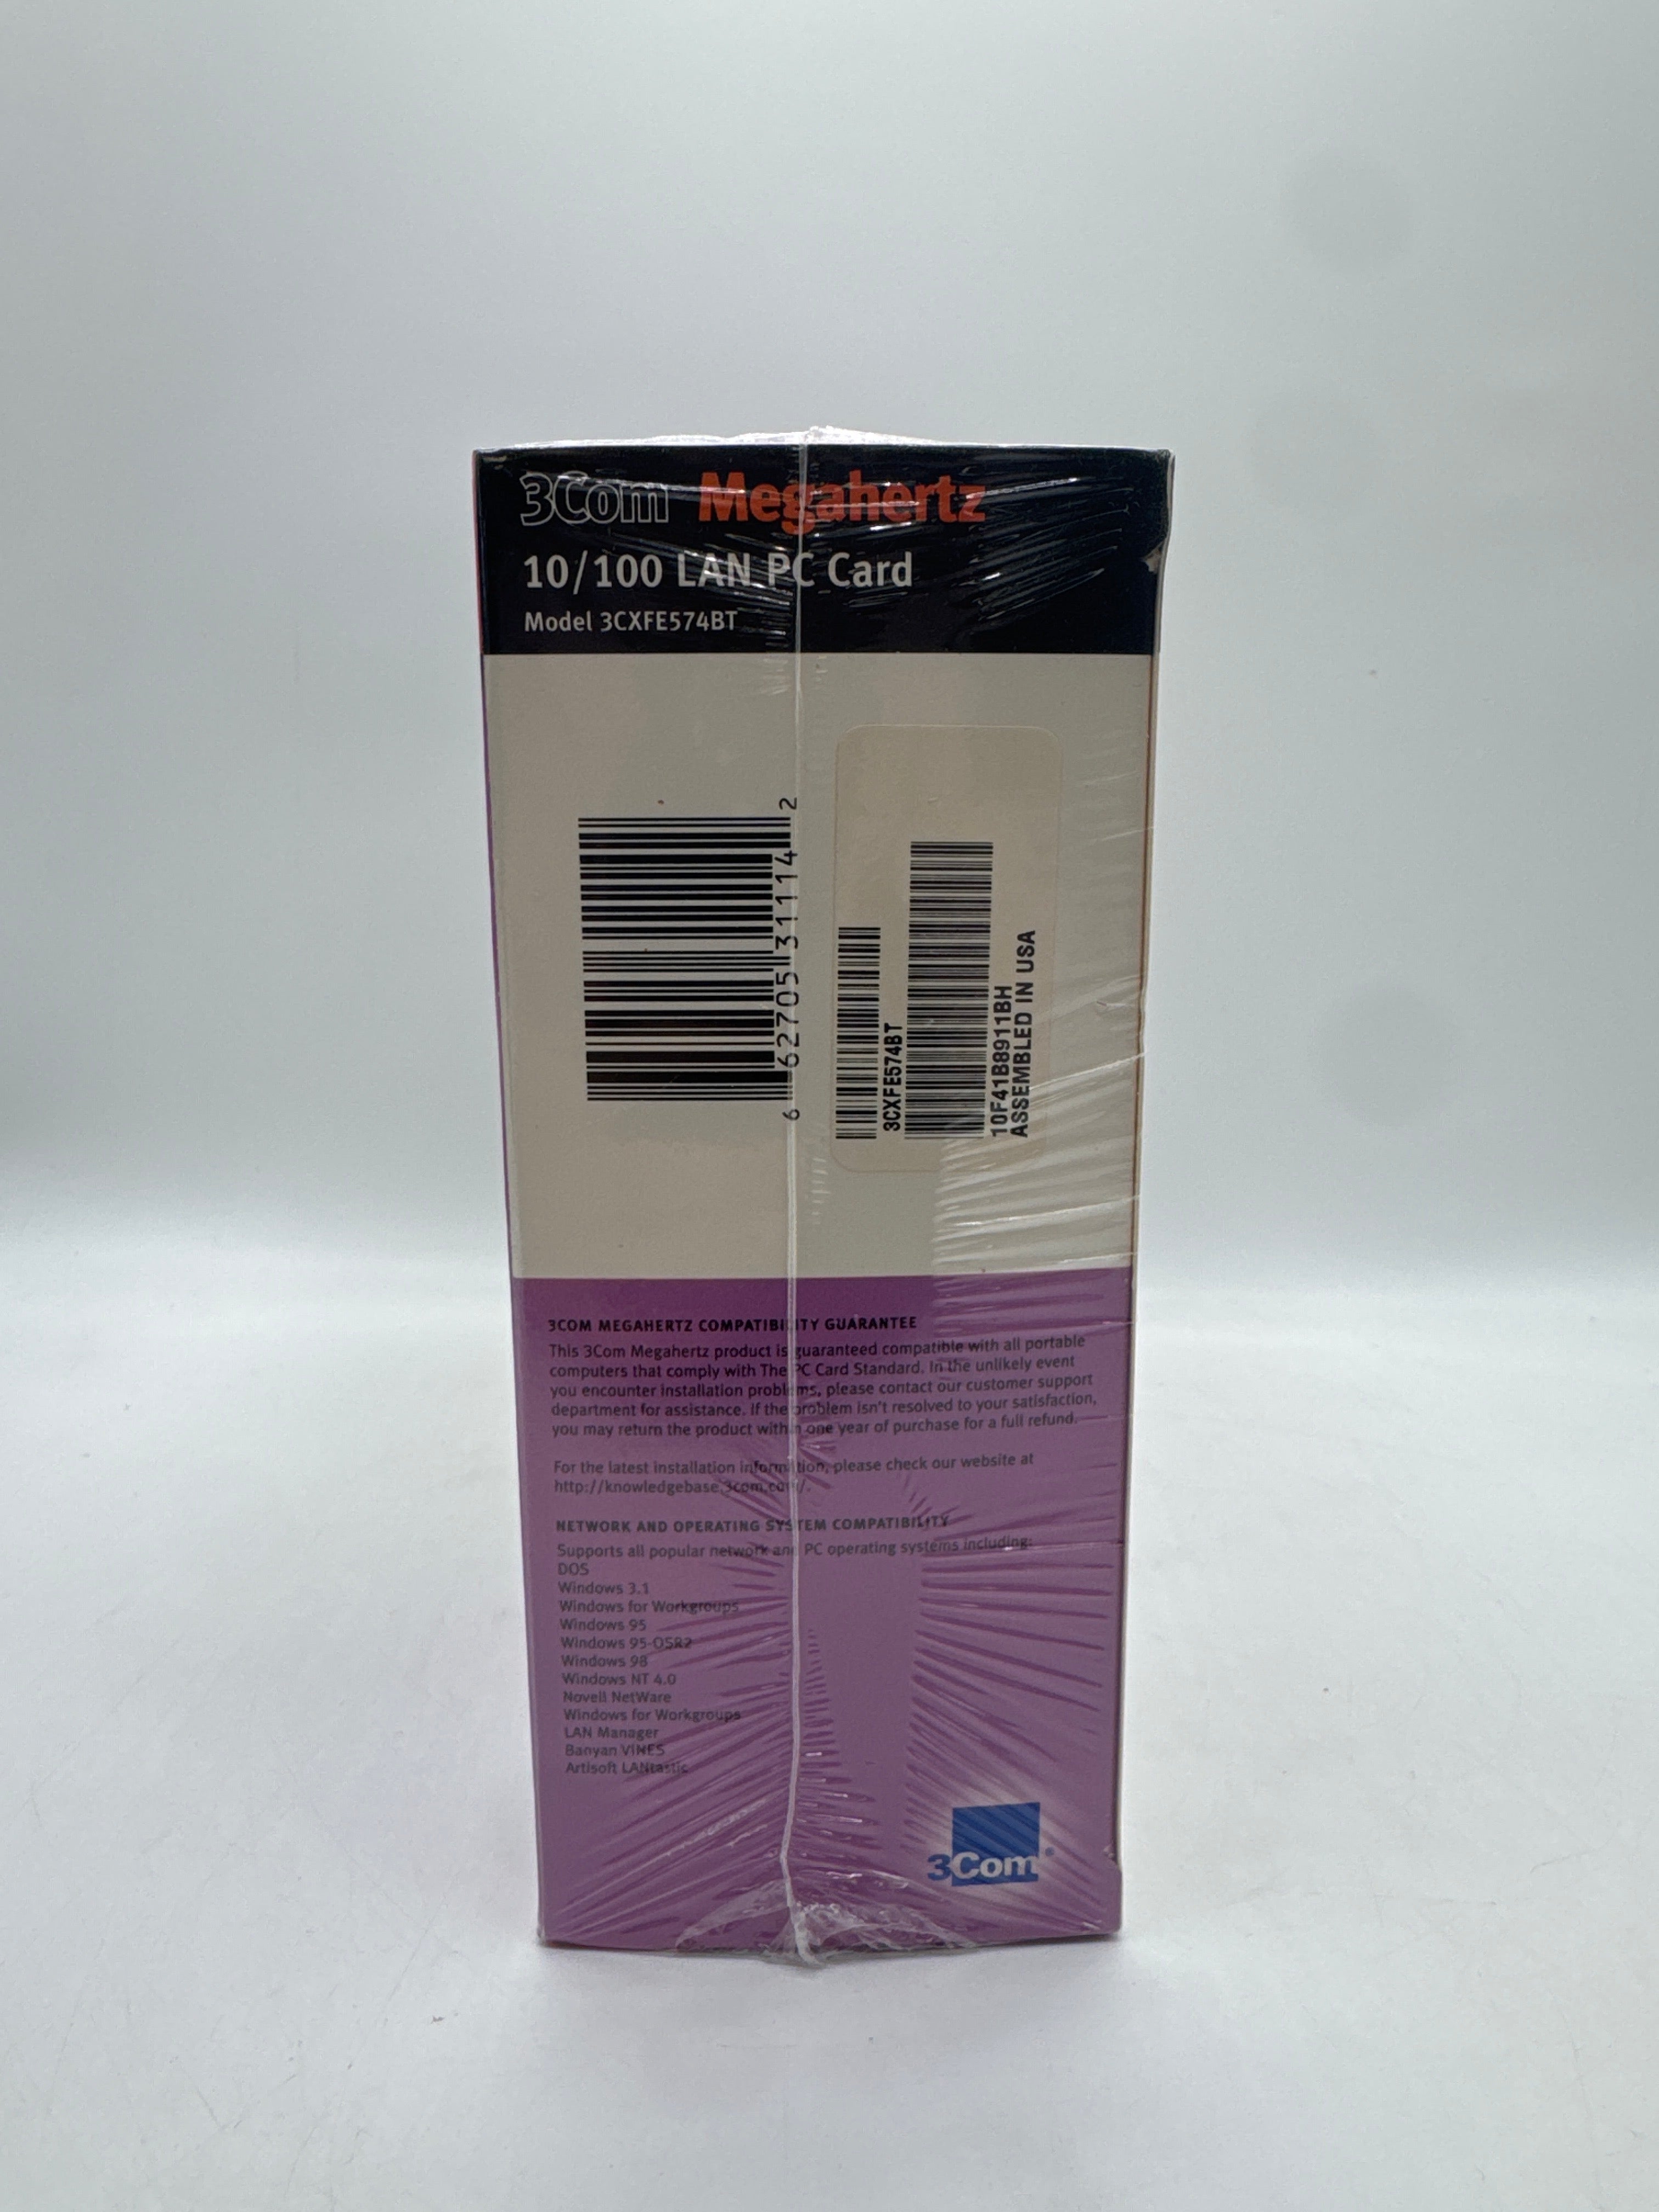 3Com Megahertz
10/100 LAN PC Card
Model 3CXFE574BT
6 62705 31114 2
3CXFE574BT
10F41B8911BH
ASSEMBLED IN USA
3COM MEGAHERTZ COMPATIBILITY GUARANTEE
This 3Com Megahertz product is guaranteed compatible with all portable
computers that comply with The PC Card Standard. In the unlikely event
you encounter installation problems, please contact our customer support
department for assistance. If the problem isn't resolved to your satisfaction,
you may return the product within one year of purchase for a full refund.
For the latest installation information, please check our website at
http://knowledgebase.3com.com/.
NETWORK AND OPERATING SYSTEM COMPATIBILITY
Supports all popular network and PC operating systems including:
DOS
Windows 3.1
Windows for Workgroups
Windows 95
Windows 95-OSR2
Windows 98
Windows NT 4.0
Novell NetWare
Windows for Workgroups
LAN Manager
Banyan VINES
Artisoft LANtastic
3Com®